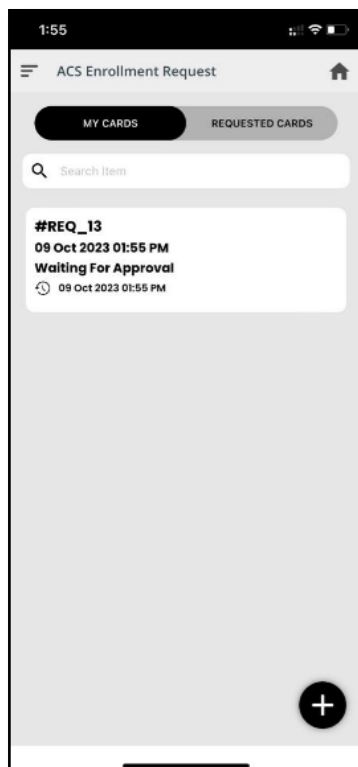 1:55
ACS Enrollment Request
MY CARDS REQUESTED CARDS
Search Item
#REQ_13
09 Oct 2023 01:55 PM
Waiting For Approval
09 Oct 2023 01:55 PM